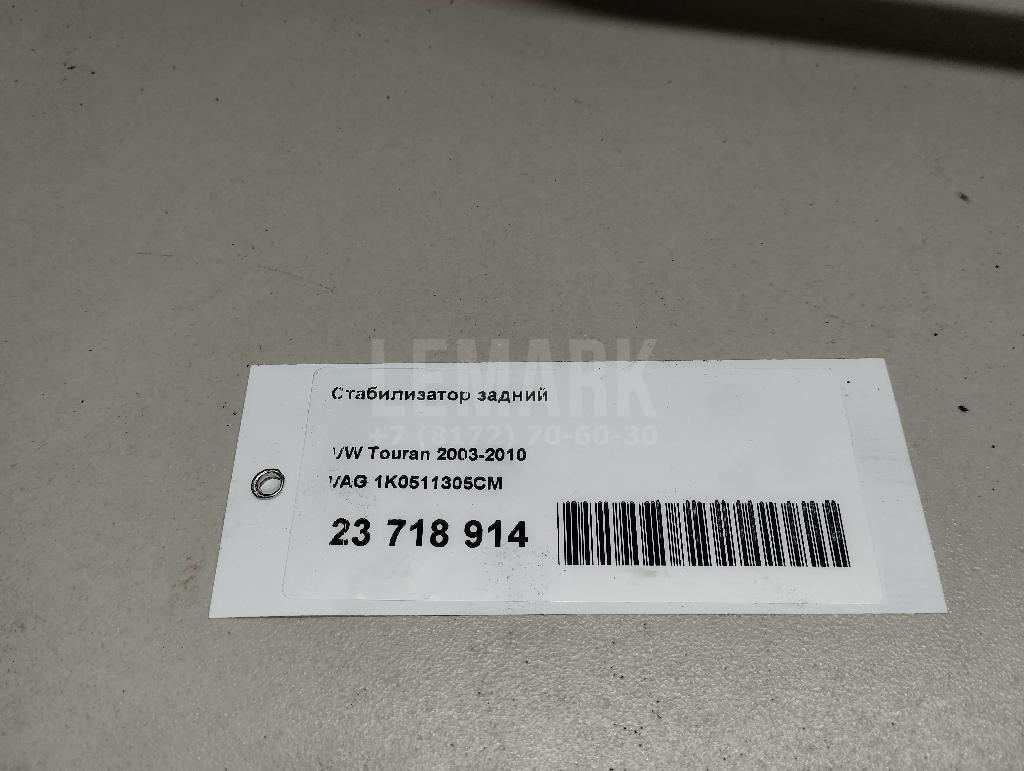 LEMARK
Стабилизатор задний
+7 (8172) 70-60-30
VW Touran 2003-2010
VAG 1K0511305CM
23 718 914